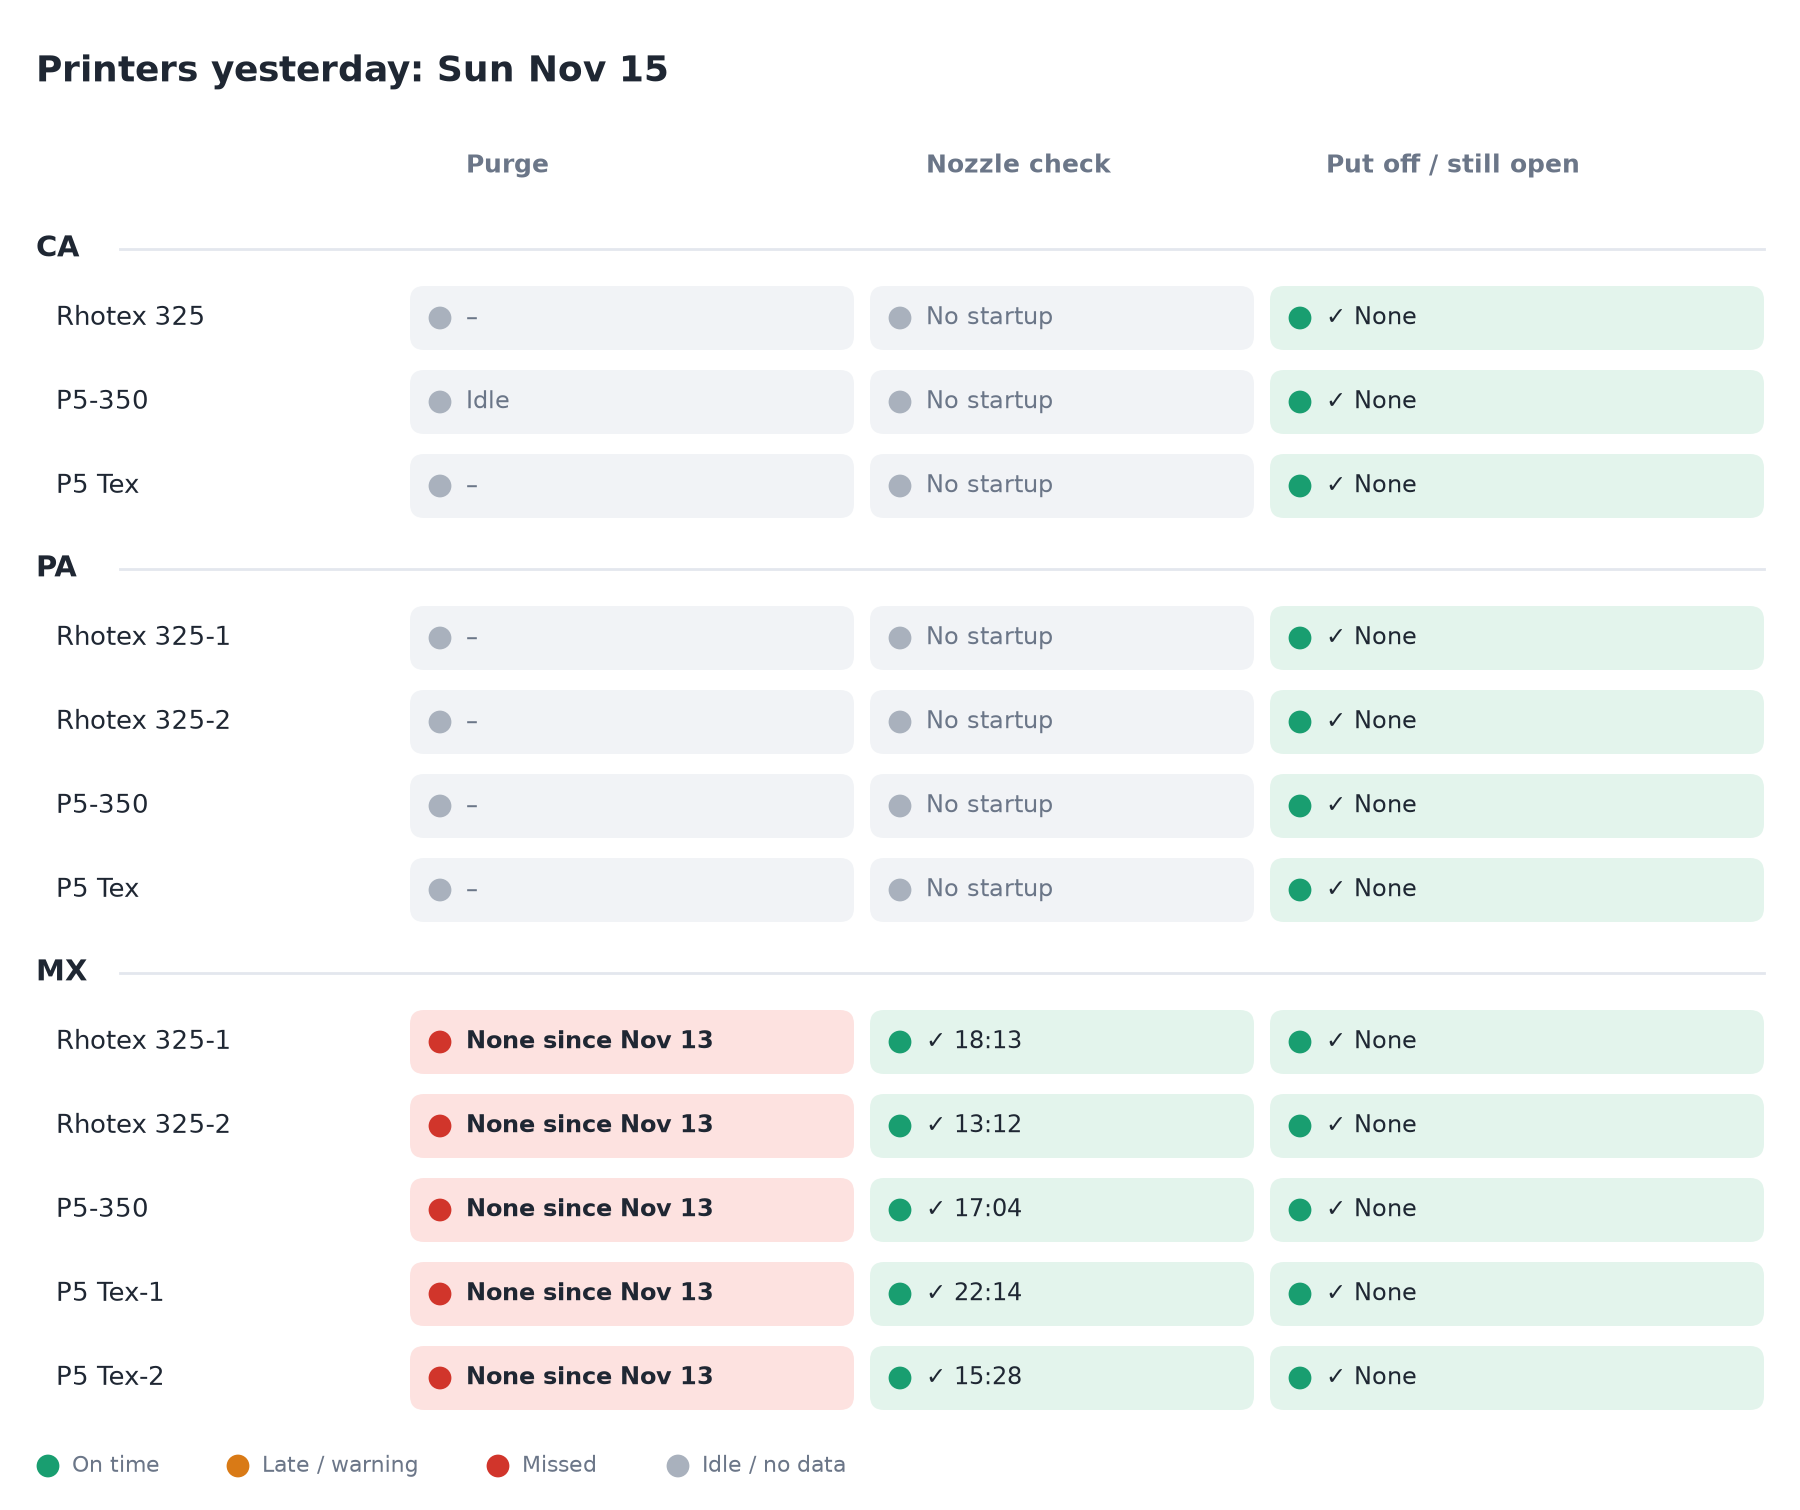 Printers yesterday: Sun Nov 15
Purge Nozzle check Put off / still open
CA
Rhotex 325 – No startup ✓ None
P5-350 Idle No startup ✓ None
P5 Tex – No startup ✓ None
PA
Rhotex 325-1 – No startup ✓ None
Rhotex 325-2 – No startup ✓ None
P5-350 – No startup ✓ None
P5 Tex – No startup ✓ None
MX
Rhotex 325-1 None since Nov 13 ✓ 18:13 ✓ None
Rhotex 325-2 None since Nov 13 ✓ 13:12 ✓ None
P5-350 None since Nov 13 ✓ 17:04 ✓ None
P5 Tex-1 None since Nov 13 ✓ 22:14 ✓ None
P5 Tex-2 None since Nov 13 ✓ 15:28 ✓ None
On time Late / warning Missed Idle / no data